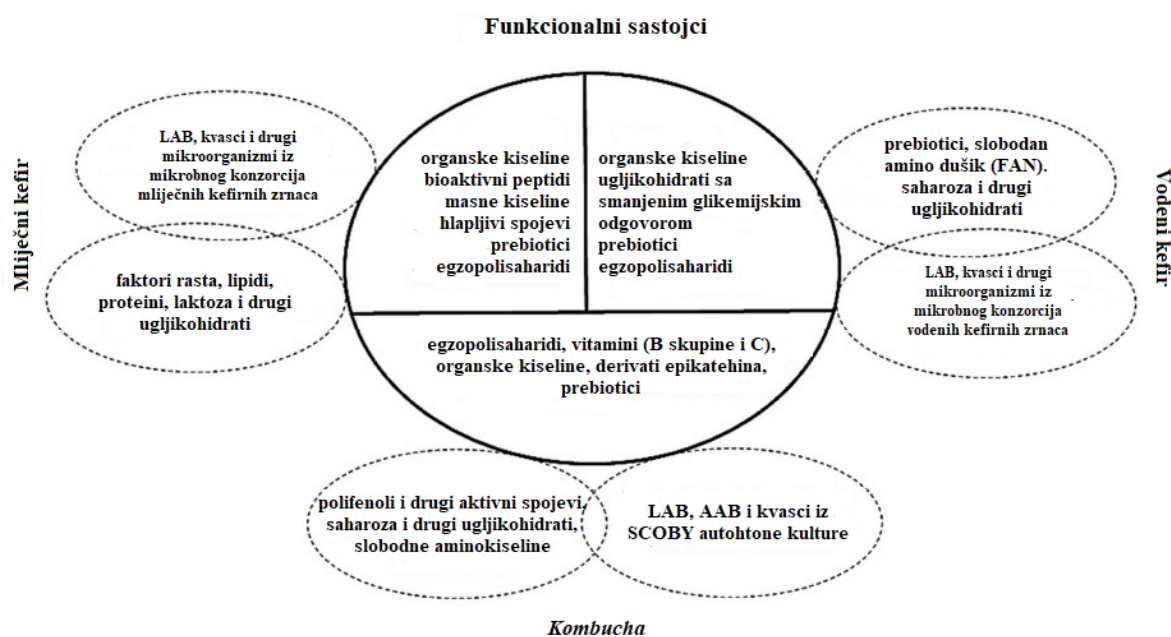 Funkcionalni sastojci
Mliječni kefir
LAB, kvasci i drugi
mikroorganizmi iz
mikrobnog konzorcija
mliječnih kefirnih zrnaca
faktori rasta, lipidi,
proteini, laktoza i drugi
ugljikohidrati
organske kiseline
bioaktivni peptidi
masne kiseline
hlapljivi spojevi
prebiotici
egzopolisaharidi
organske kiseline
ugljikohidrati sa
smanjenim glikemijskim
odgovorom
prebiotici
egzopolisaharidi
prebiotici, slobodan
amino dušik (FAN).
saharoza i drugi
ugljikohidrati
LAB, kvasci i drugi
mikroorganizmi iz
mikrobnog konzorcija
vodenih kefirnih zrnaca
Vodeni kefir
egzopolisaharidi, vitamini (B skupine i C),
organske kiseline, derivati epikatehina,
prebiotici
polifenoli i drugi aktivni spojevi,
saharoza i drugi ugljikohidrati,
slobodne aminokiseline
LAB, AAB i kvasci iz
SCOBY autohtone kulture
Kombucha